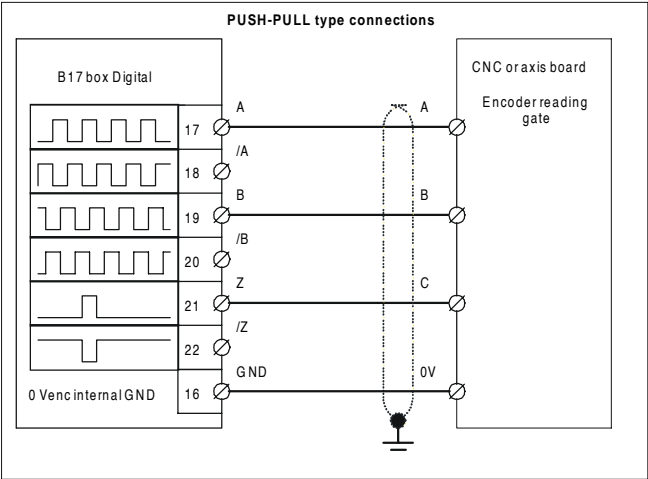 PUSH-PULL type connections
B17 box Digital
CNC or axis board
Encoder reading
gate
A
A
17
/A
18
B
B
19
/B
20
Z
C
21
/Z
22
GND
0V
0 Venc internal GND
16